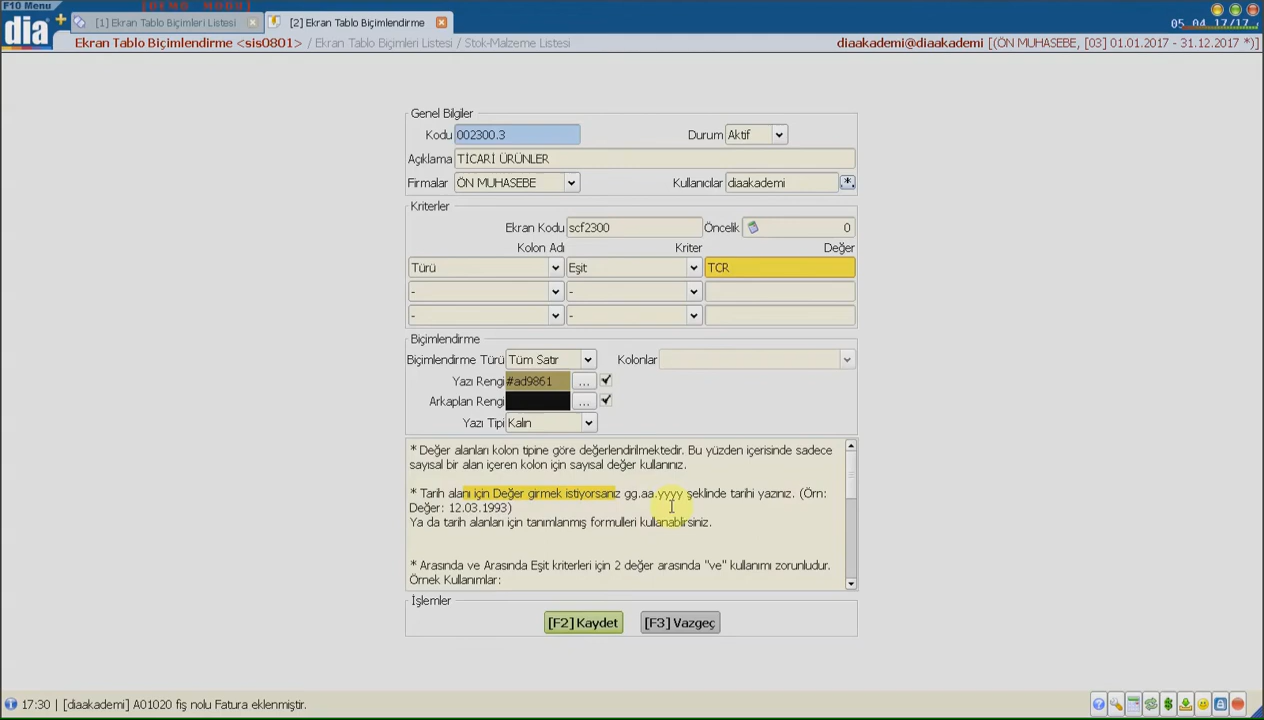 F10 Menu
[DEMO MODU]
dia
[1] Ekran Tablo Biçimleri Listesi
[2] Ekran Tablo Biçimlendirme
05 04 17/17
Ekran Tablo Biçimlendirme <sis0801> / Ekran Tablo Biçimleri Listesi / Stok-Malzeme Listesi
diaakademi@diaakademi [(ÖN MUHASEBE, [03] 01.01.2017 - 31.12.2017 *)]
Genel Bilgiler
Kodu 002300.3 Durum Aktif
Açıklama TİCARİ ÜRÜNLER
Firmalar ÖN MUHASEBE Kullanıcılar diaakademi *
Kriterler
Ekran Kodu scf2300 Öncelik 0
Kolon Adı Kriter Değer
Türü Eşit TCR
- -
- -
Biçimlendirme
Biçimlendirme Türü Tüm Satır Kolonlar
Yazı Rengi #ad9861 ...
Arkaplan Rengi ...
Yazı Tipi Kalın
* Değer alanları kolon tipine göre değerlendirilmektedir. Bu yüzden içerisinde sadece
sayısal bir alan içeren kolon için sayısal değer kullanınız.
* Tarih alanı için Değer girmek istiyorsanız gg.aa.yyyy şeklinde tarihi yazınız. (Örn:
Değer: 12.03.1993)
Ya da tarih alanları için tanımlanmış formulleri kullanabilirsiniz.
* Arasında ve Arasında Eşit kriterleri için 2 değer arasında "ve" kullanımı zorunludur.
Örnek Kullanımlar:
İşlemler
[F2] Kaydet [F3] Vazgeç
17:30 | [diaakademi] A01020 fiş nolu Fatura eklenmiştir.